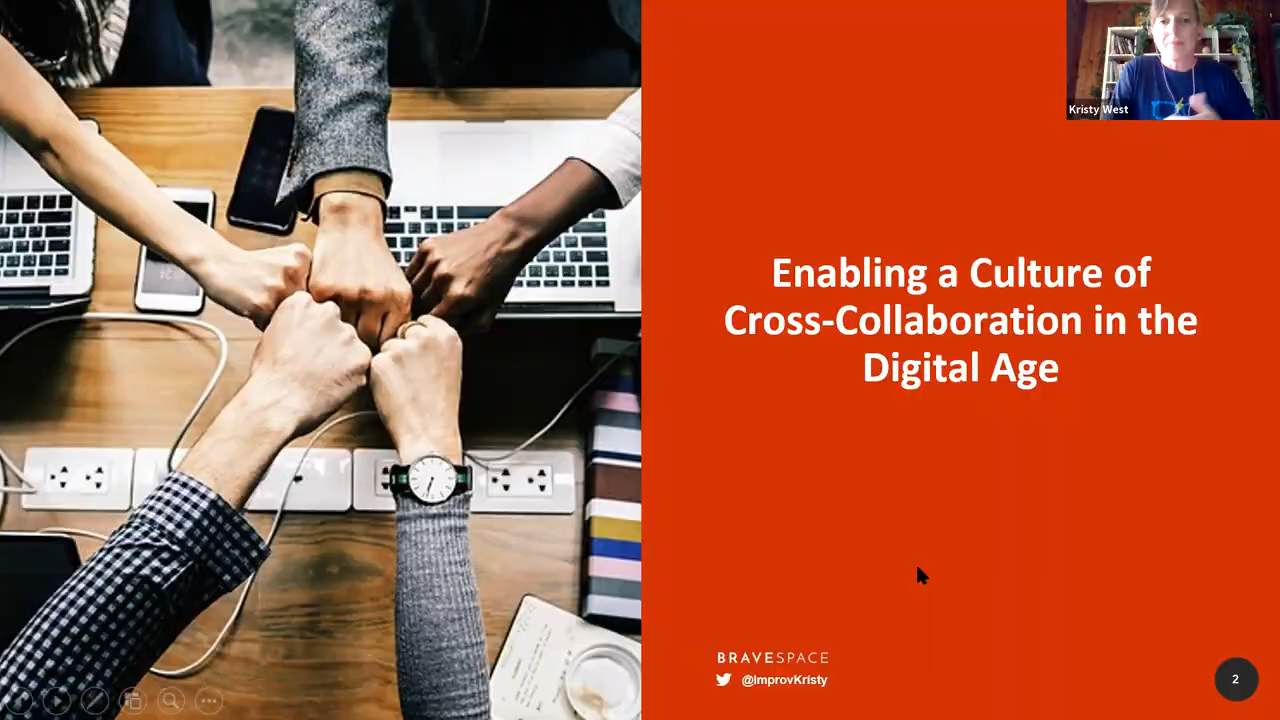 Kristy West
Enabling a Culture of
Cross-Collaboration in the
Digital Age
BRAVESPACE
@ImprovKristy
2